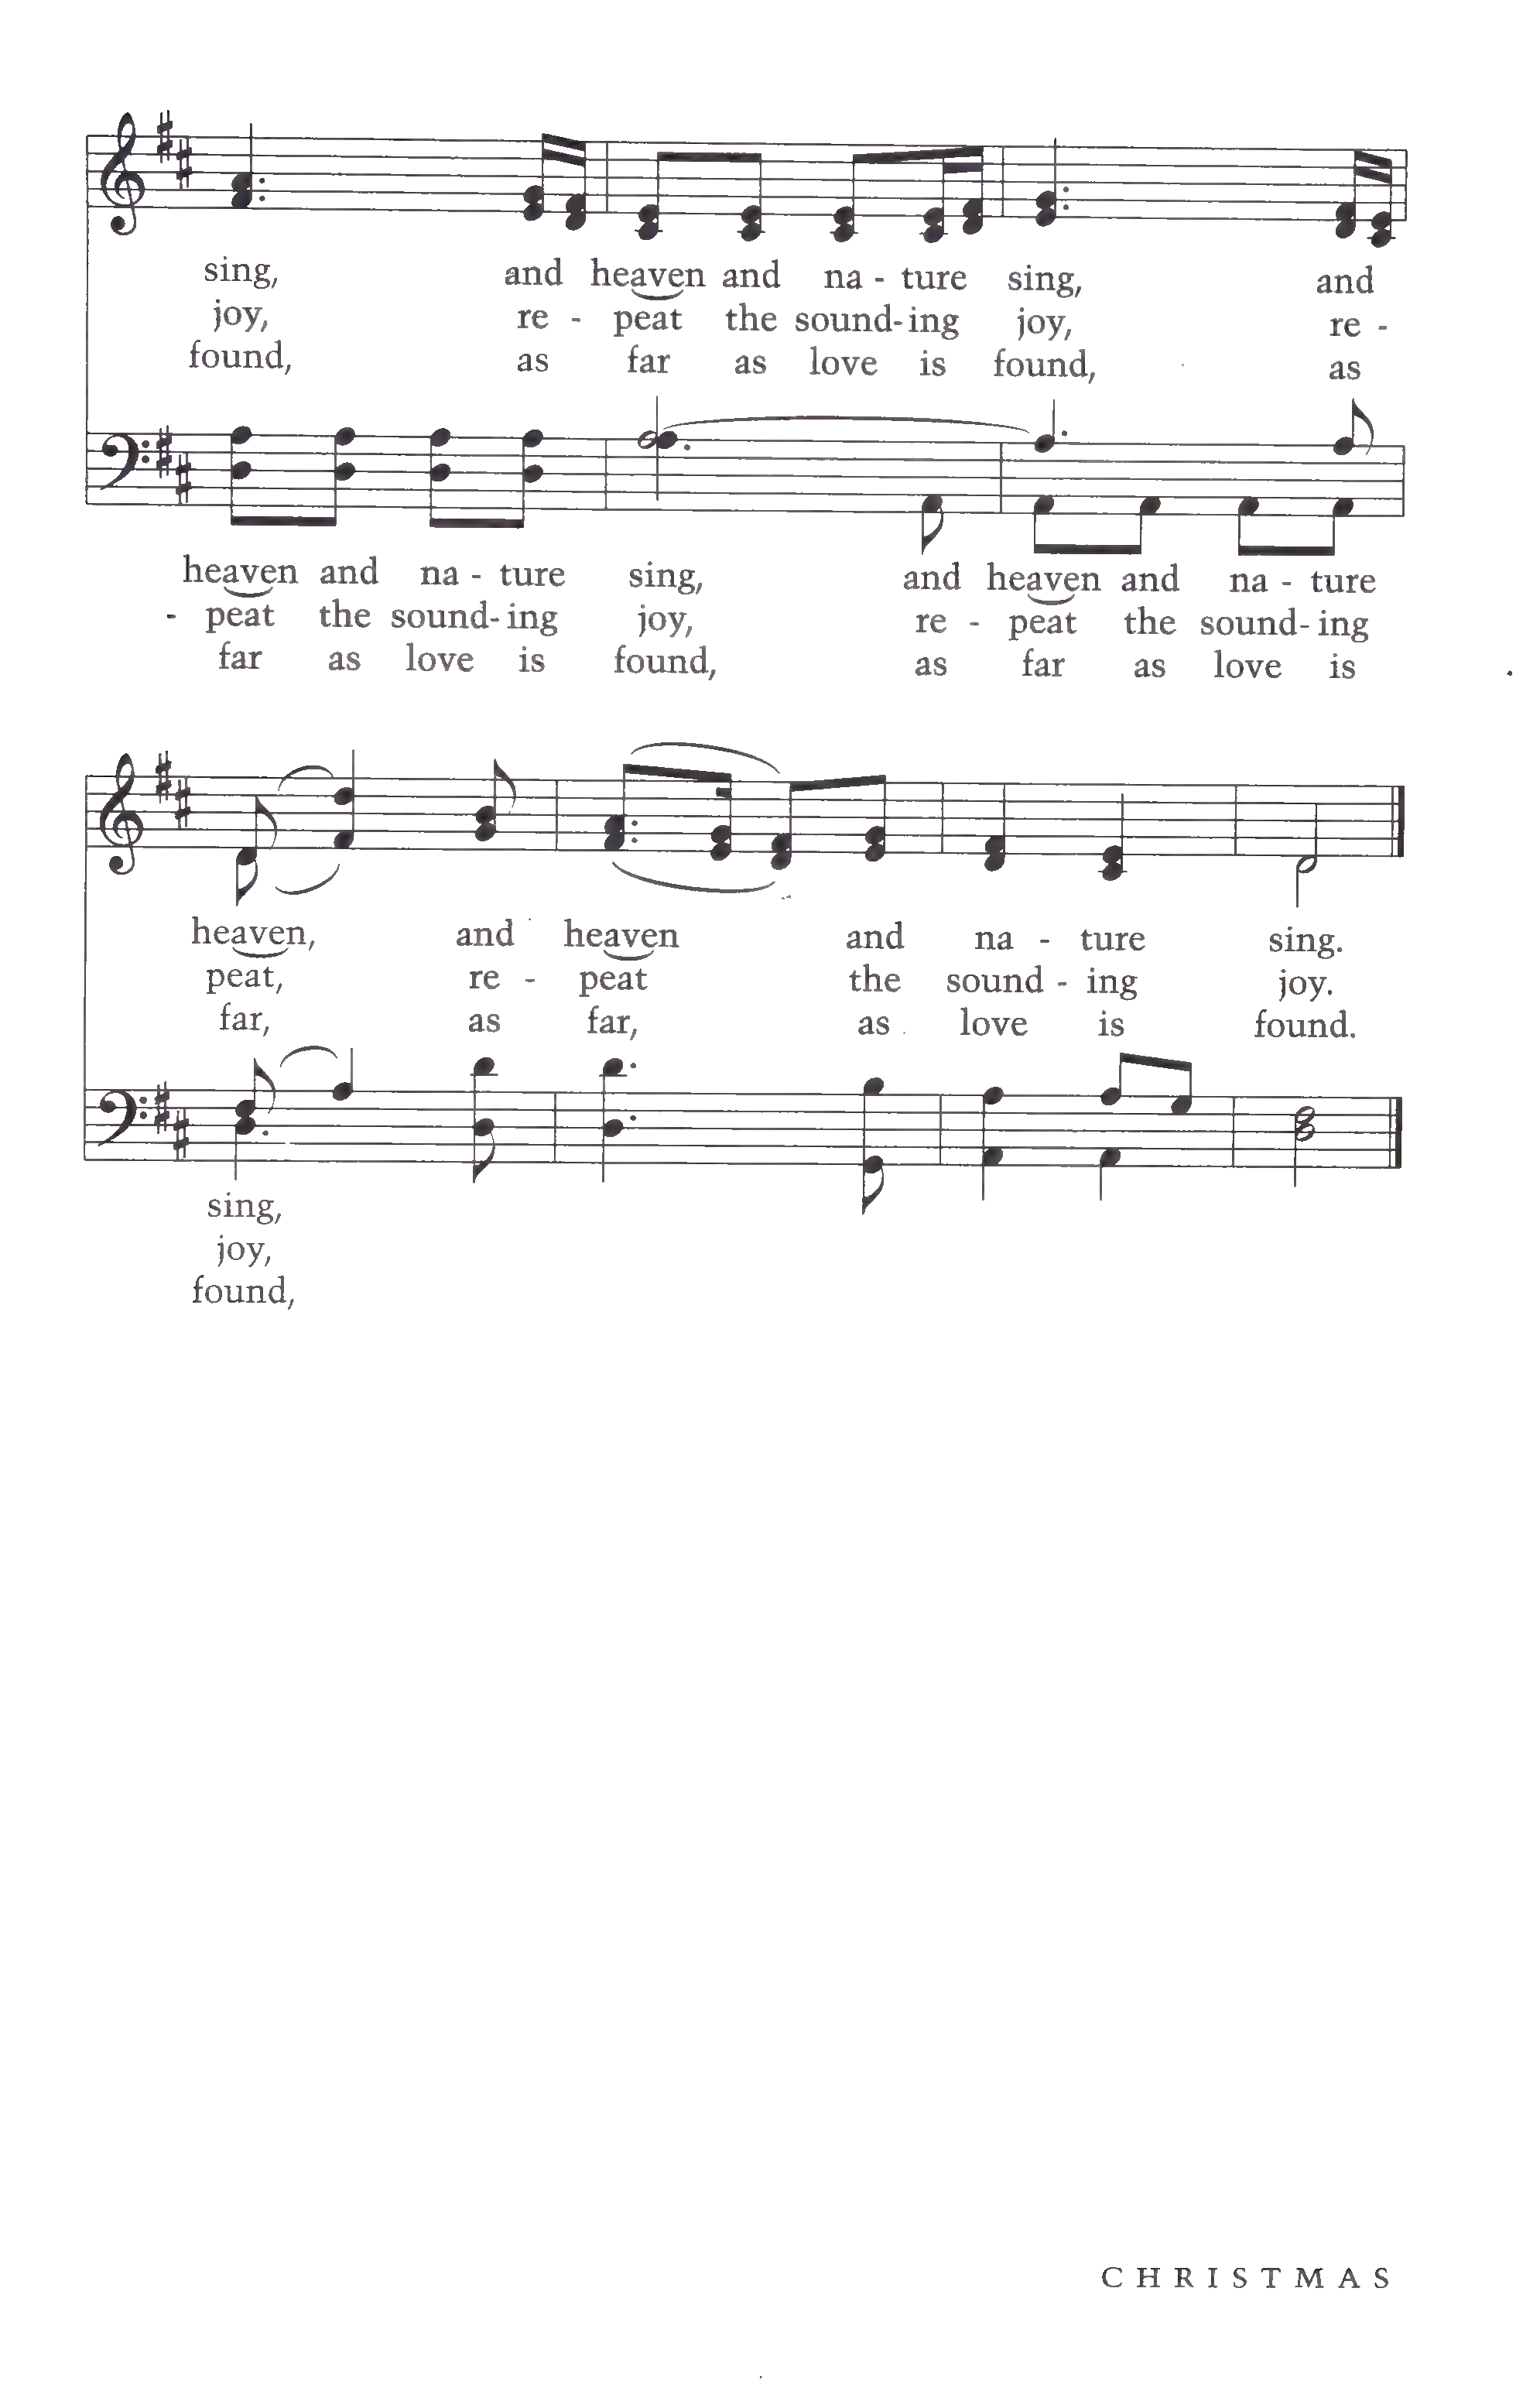 sing, and heaven and na - ture sing, and
joy, re - peat the sound - ing joy, re -
found, as far as love is found, as
heaven and na - ture sing, and heaven and na - ture
- peat the sound - ing joy, re - peat the sound - ing
far as love is found, as far as love is
heaven, and heaven and na - ture sing.
peat, re - peat the sound - ing joy.
far, as far, as love is found.
sing,
joy,
found,
CHRISTMAS